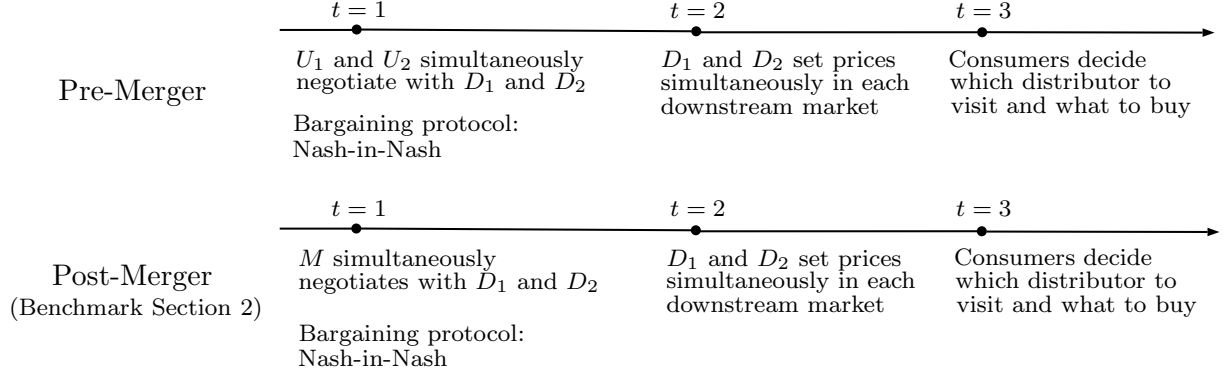 t = 1
t = 2
t = 3
Pre-Merger
U₁ and U₂ simultaneously
negotiate with D₁ and D₂
Bargaining protocol:
Nash-in-Nash
D₁ and D₂ set prices
simultaneously in each
downstream market
Consumers decide
which distributor to
visit and what to buy
t = 1
t = 2
t = 3
Post-Merger
(Benchmark Section 2)
M simultaneously
negotiates with D₁ and D₂
Bargaining protocol:
Nash-in-Nash
D₁ and D₂ set prices
simultaneously in each
downstream market
Consumers decide
which distributor to
visit and what to buy